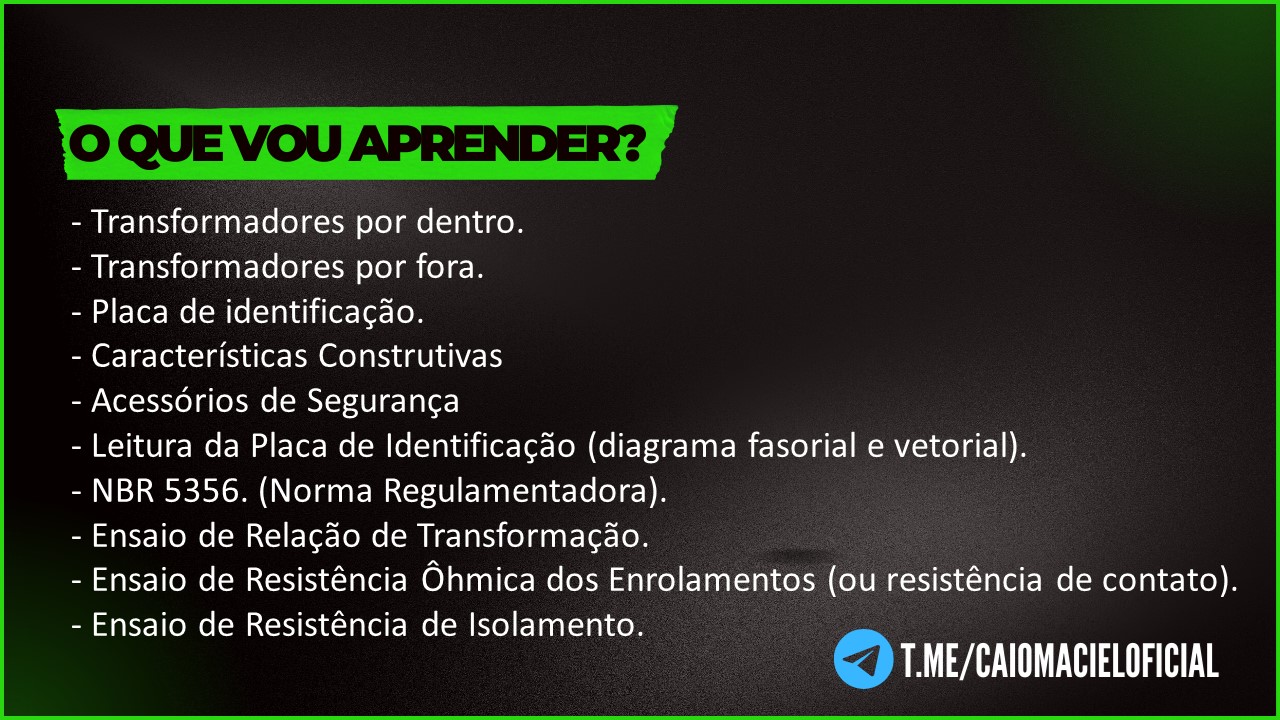 O QUE VOU APRENDER?
- Transformadores por dentro.
- Transformadores por fora.
- Placa de identificação.
- Características Construtivas
- Acessórios de Segurança
- Leitura da Placa de Identificação (diagrama fasorial e vetorial).
- NBR 5356. (Norma Regulamentadora).
- Ensaio de Relação de Transformação.
- Ensaio de Resistência Ôhmica dos Enrolamentos (ou resistência de contato).
- Ensaio de Resistência de Isolamento.
T.ME/CAIOMACIELOFICIAL